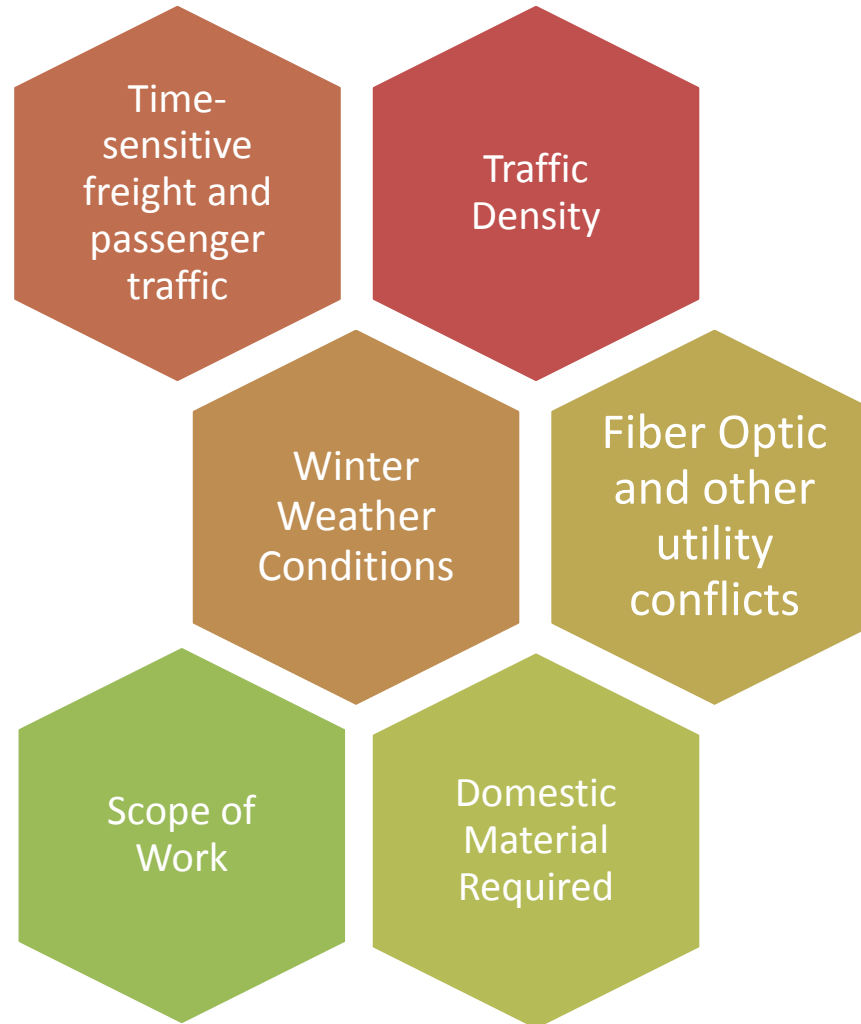 Time-
sensitive
freight and
passenger
traffic
Traffic
Density
Winter
Weather
Conditions
Fiber Optic
and other
utility
conflicts
Scope of
Work
Domestic
Material
Required